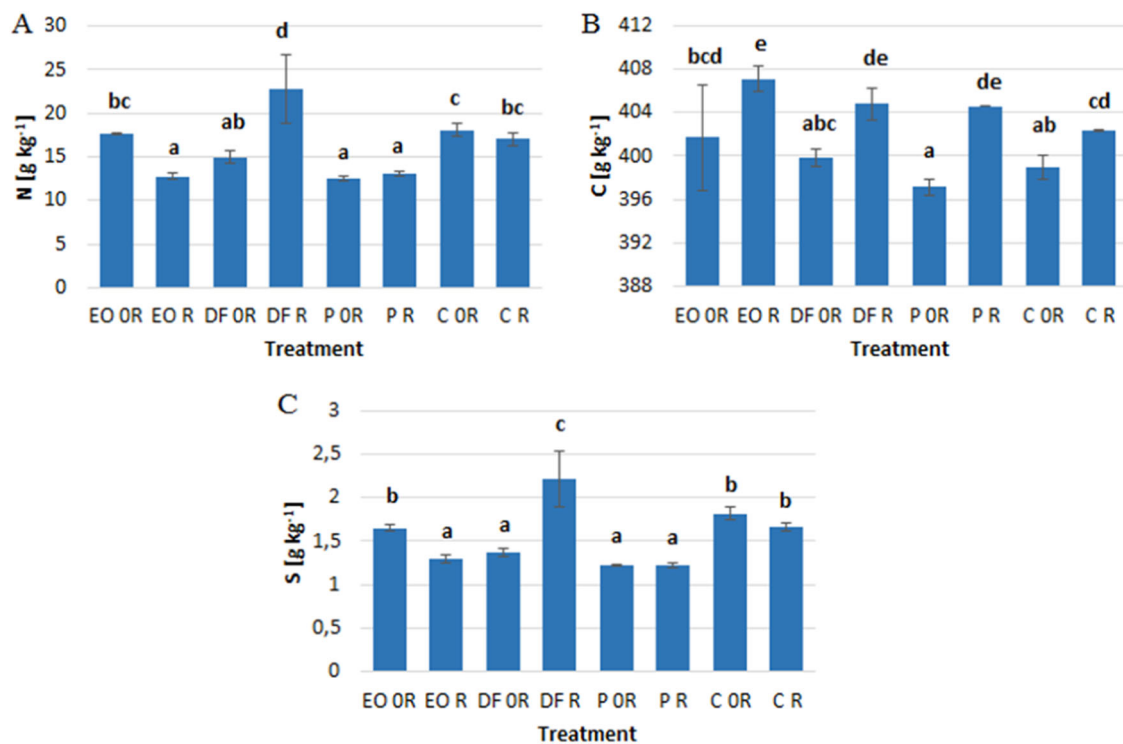 A
N [g kg⁻¹]
30
25
20
15
10
5
0
bc
a
ab
d
a
a
c
bc
EO 0R EO R DF 0R DF R P 0R P R C 0R C R
Treatment
B
C [g kg⁻¹]
412
408
404
400
396
392
388
bcd
e
abc
de
a
de
ab
cd
EO 0R EO R DF 0R DF R P 0R P R C 0R C R
Treatment
C
S [g kg⁻¹]
3
2,5
2
1,5
1
0,5
0
b
a
a
c
a
a
b
b
EO 0R EO R DF 0R DF R P 0R P R C 0R C R
Treatment